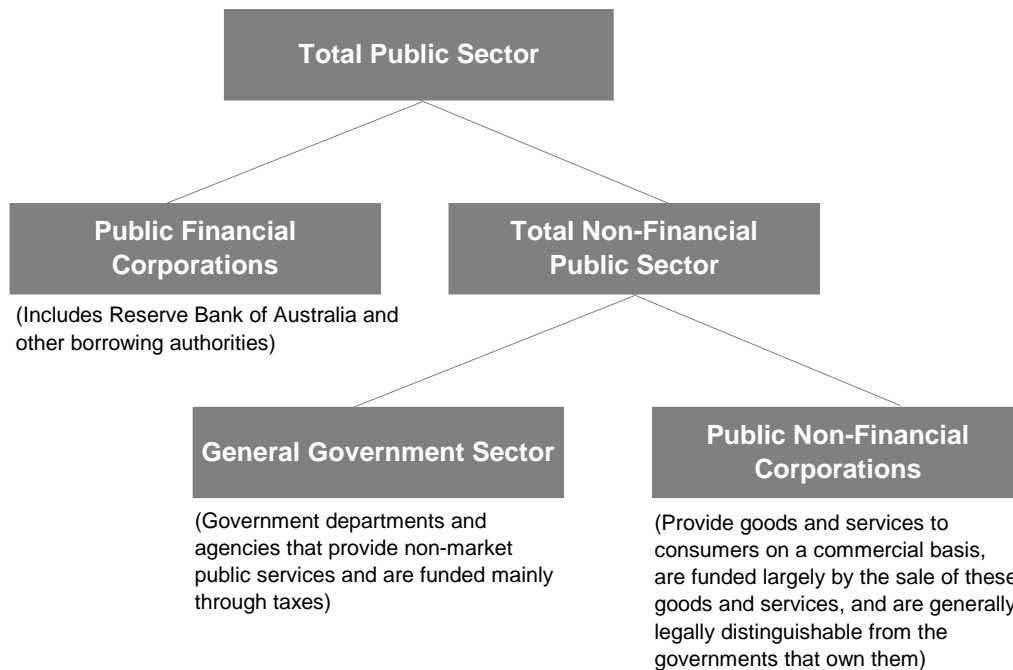 Total Public Sector
Public Financial
Corporations
Total Non-Financial
Public Sector
(Includes Reserve Bank of Australia and
other borrowing authorities)
General Government Sector
Public Non-Financial
Corporations
(Government departments and
agencies that provide non-market
public services and are funded mainly
through taxes)
(Provide goods and services to
consumers on a commercial basis,
are funded largely by the sale of these
goods and services, and are generally
legally distinguishable from the
governments that own them)